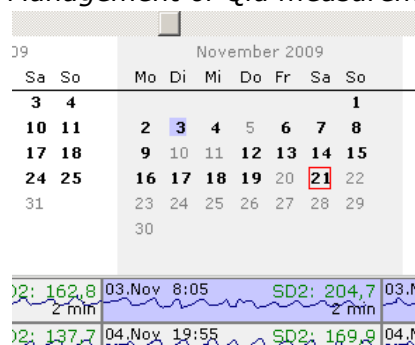 Management of Qiu measurem
09 November 2009
Sa So Mo Di Mi Do Fr Sa So
3 4 1
10 11 2 3 4 5 6 7 8
17 18 9 10 11 12 13 14 15
24 25 16 17 18 19 20 21 22
31 23 24 25 26 27 28 29
30
D2: 162,8 03.Nov 8:05 SD2: 204,7 03.N
2 min 2 min
D2: 137,7 04.Nov 19:55 SD2: 169,9 04.N